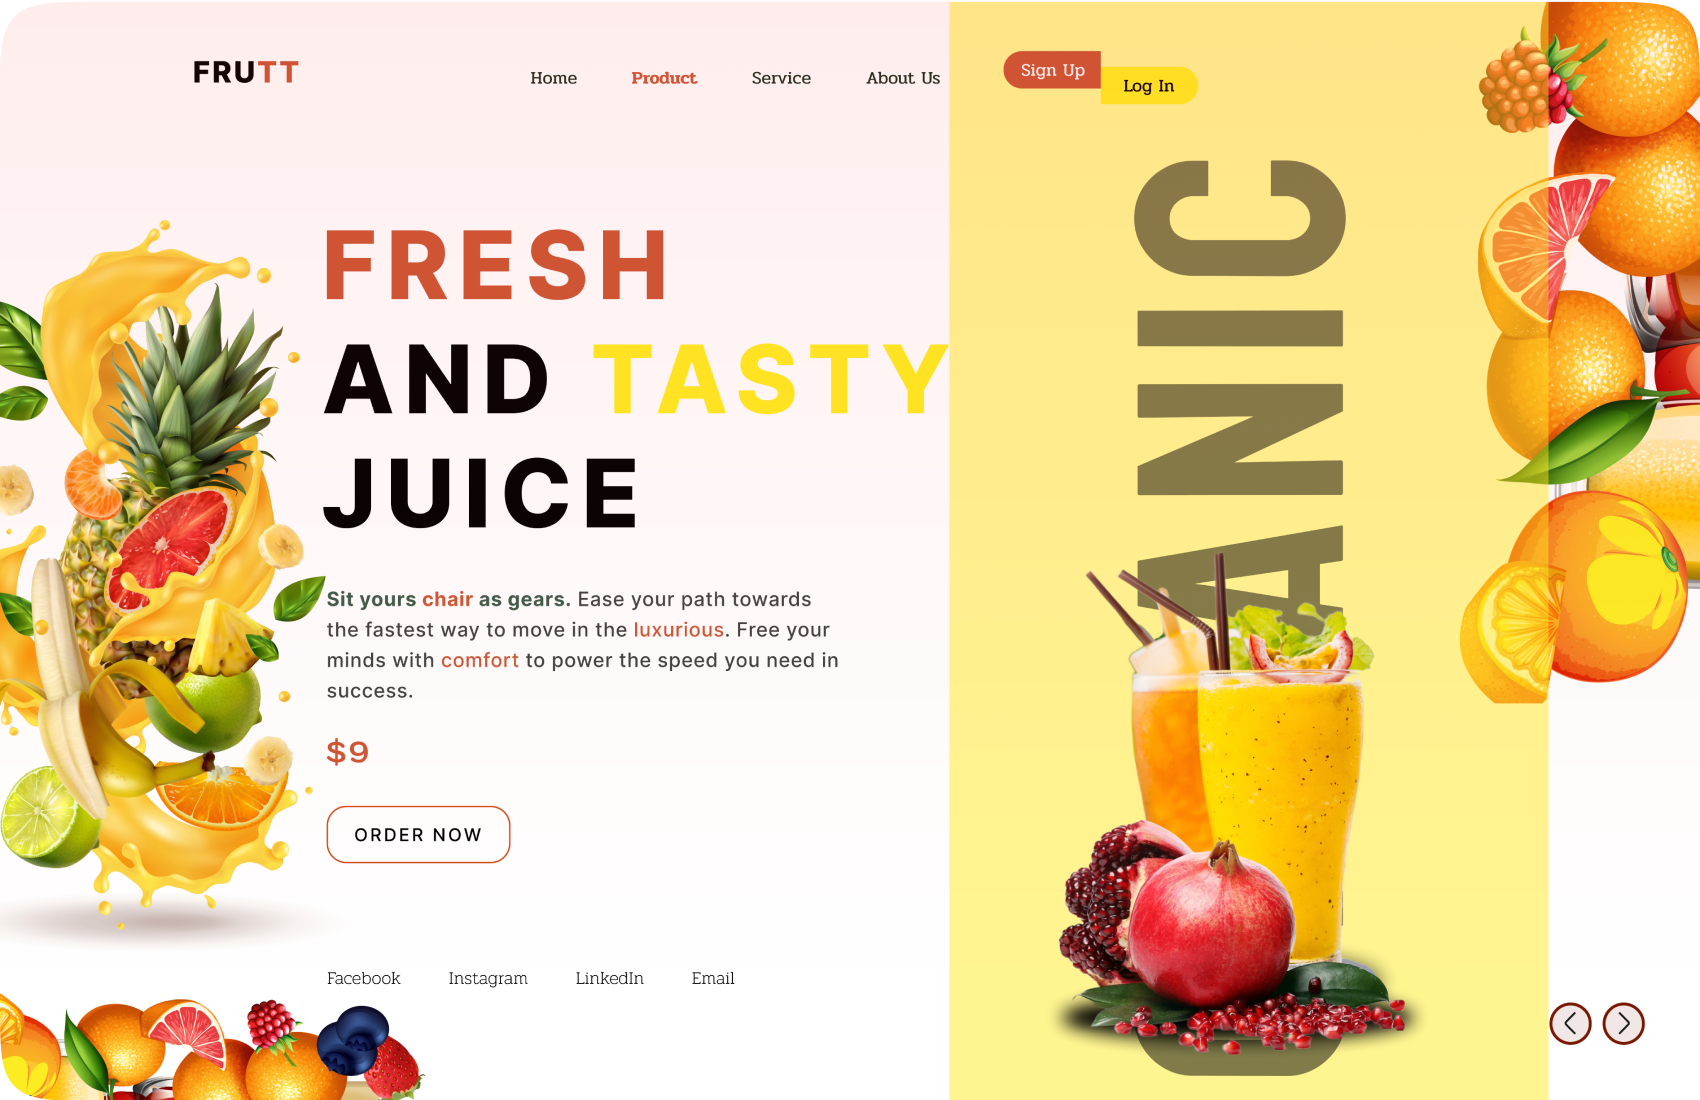 FRUTT
Home Product Service About Us
Sign Up
Log In
FRESH
AND TASTY
JUICE
Sit yours chair as gears. Ease your path towards
the fastest way to move in the luxurious. Free your
minds with comfort to power the speed you need in
success.
$9
ORDER NOW
Facebook Instagram LinkedIn Email